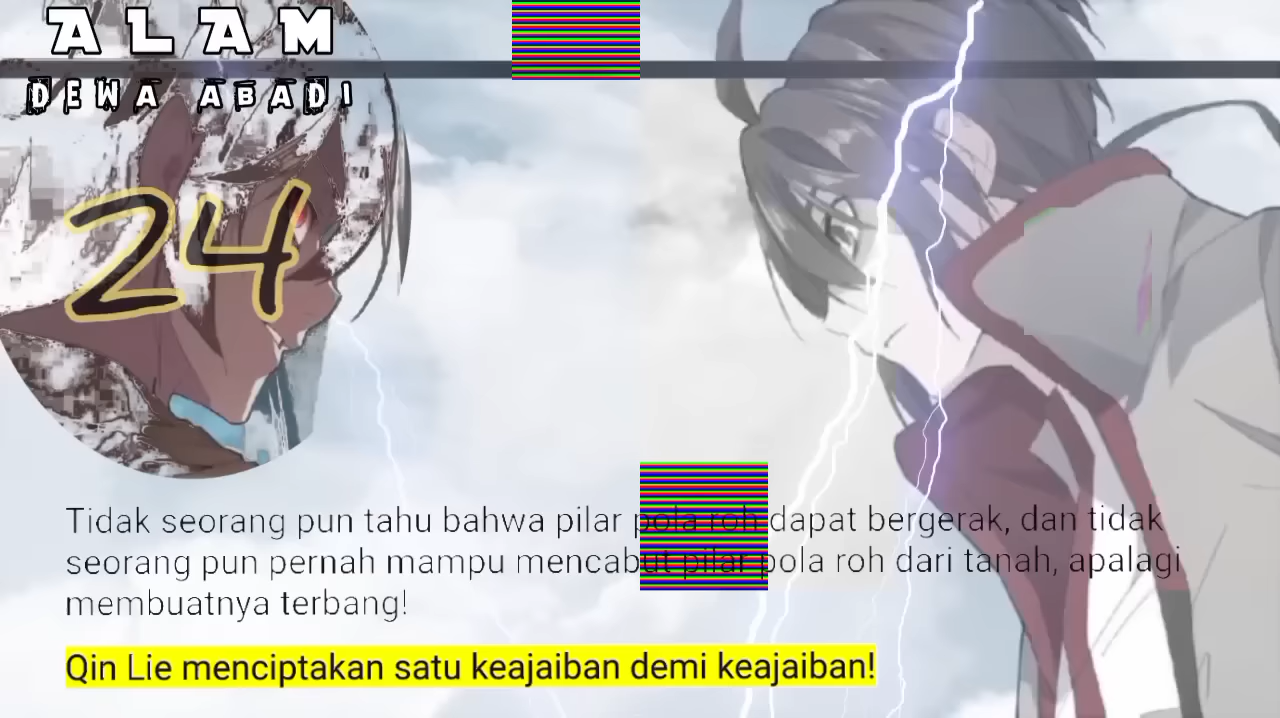 ALAM
DEWA ABADI
24
Tidak seorang pun tahu bahwa pilar pola roh dapat bergerak, dan tidak
seorang pun pernah mampu mencabut pilar pola roh dari tanah, apalagi
membuatnya terbang!
Qin Lie menciptakan satu keajaiban demi keajaiban!